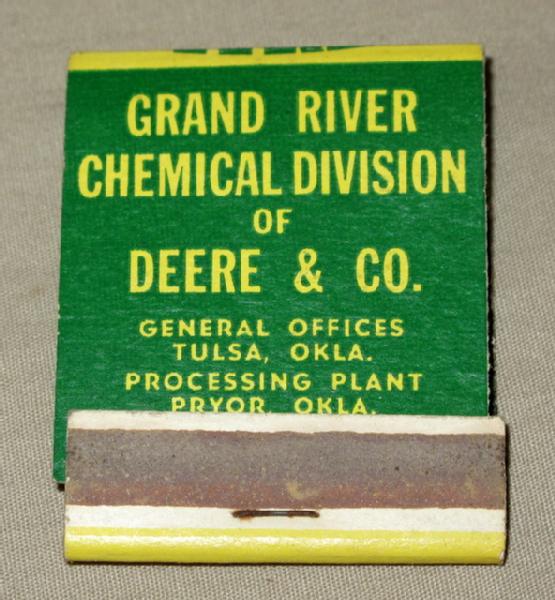 GRAND RIVER
CHEMICAL DIVISION
OF
DEERE & CO.
GENERAL OFFICES
TULSA, OKLA.
PROCESSING PLANT
PRYOR, OKLA.